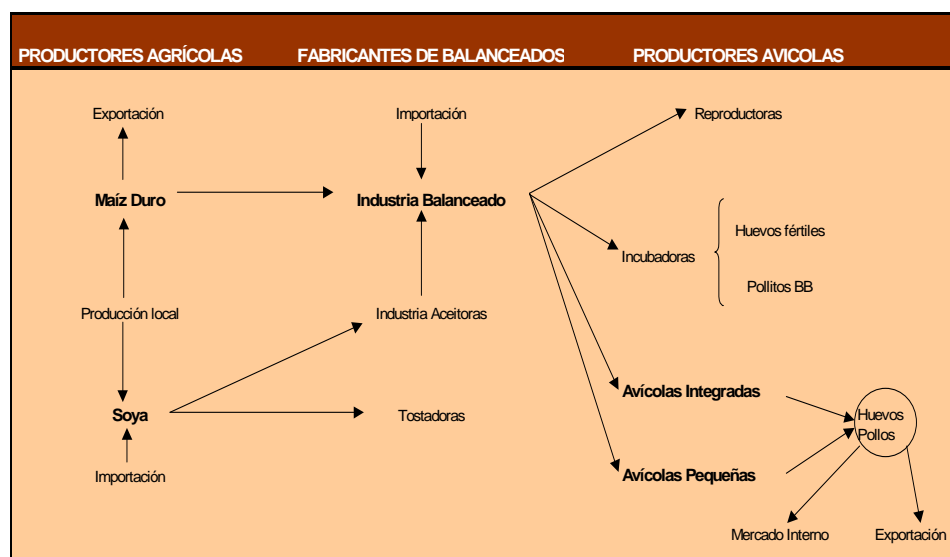 PRODUCTORES AGRÍCOLAS FABRICANTES DE BALANCEADOS PRODUCTORES AVICOLAS
Exportación Importación Reproductoras
Maíz Duro Industria Balanceado
Huevos fértiles
Incubadoras
Pollitos BB
Producción local Industria Aceitoras
Avícolas Integradas
Soya Tostadoras Huevos
Pollos
Importación Avícolas Pequeñas
Mercado Interno Exportación